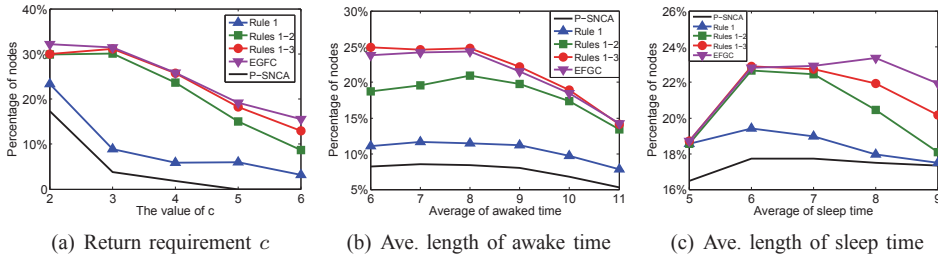 Percentage of nodes
40%
30%
20%
10%
0
2
3
4
5
6
The value of c
Rule 1
Rules 1-2
Rules 1-3
EGFC
P-SNCA
(a) Return requirement c
Percentage of nodes
30%
25%
20%
15%
10%
5%
6
7
8
9
10
11
Average of awaked time
P-SNCA
Rule 1
Rules 1-2
Rules 1-3
EFGC
(b) Ave. length of awake time
Percentage of nodes
26%
24%
22%
20%
18%
16%
5
6
7
8
9
Average of sleep time
P-SNCA
Rule 1
Rules 1-2
Rules 1-3
EFGC
(c) Ave. length of sleep time